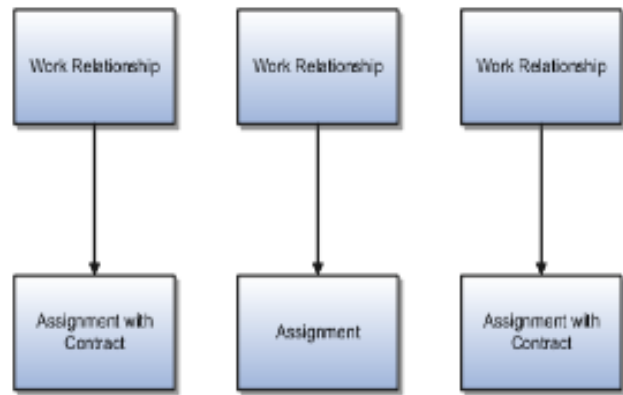 Work Relationship
Work Relationship
Work Relationship
Assignment with
Contract
Assignment
Assignment with
Contract